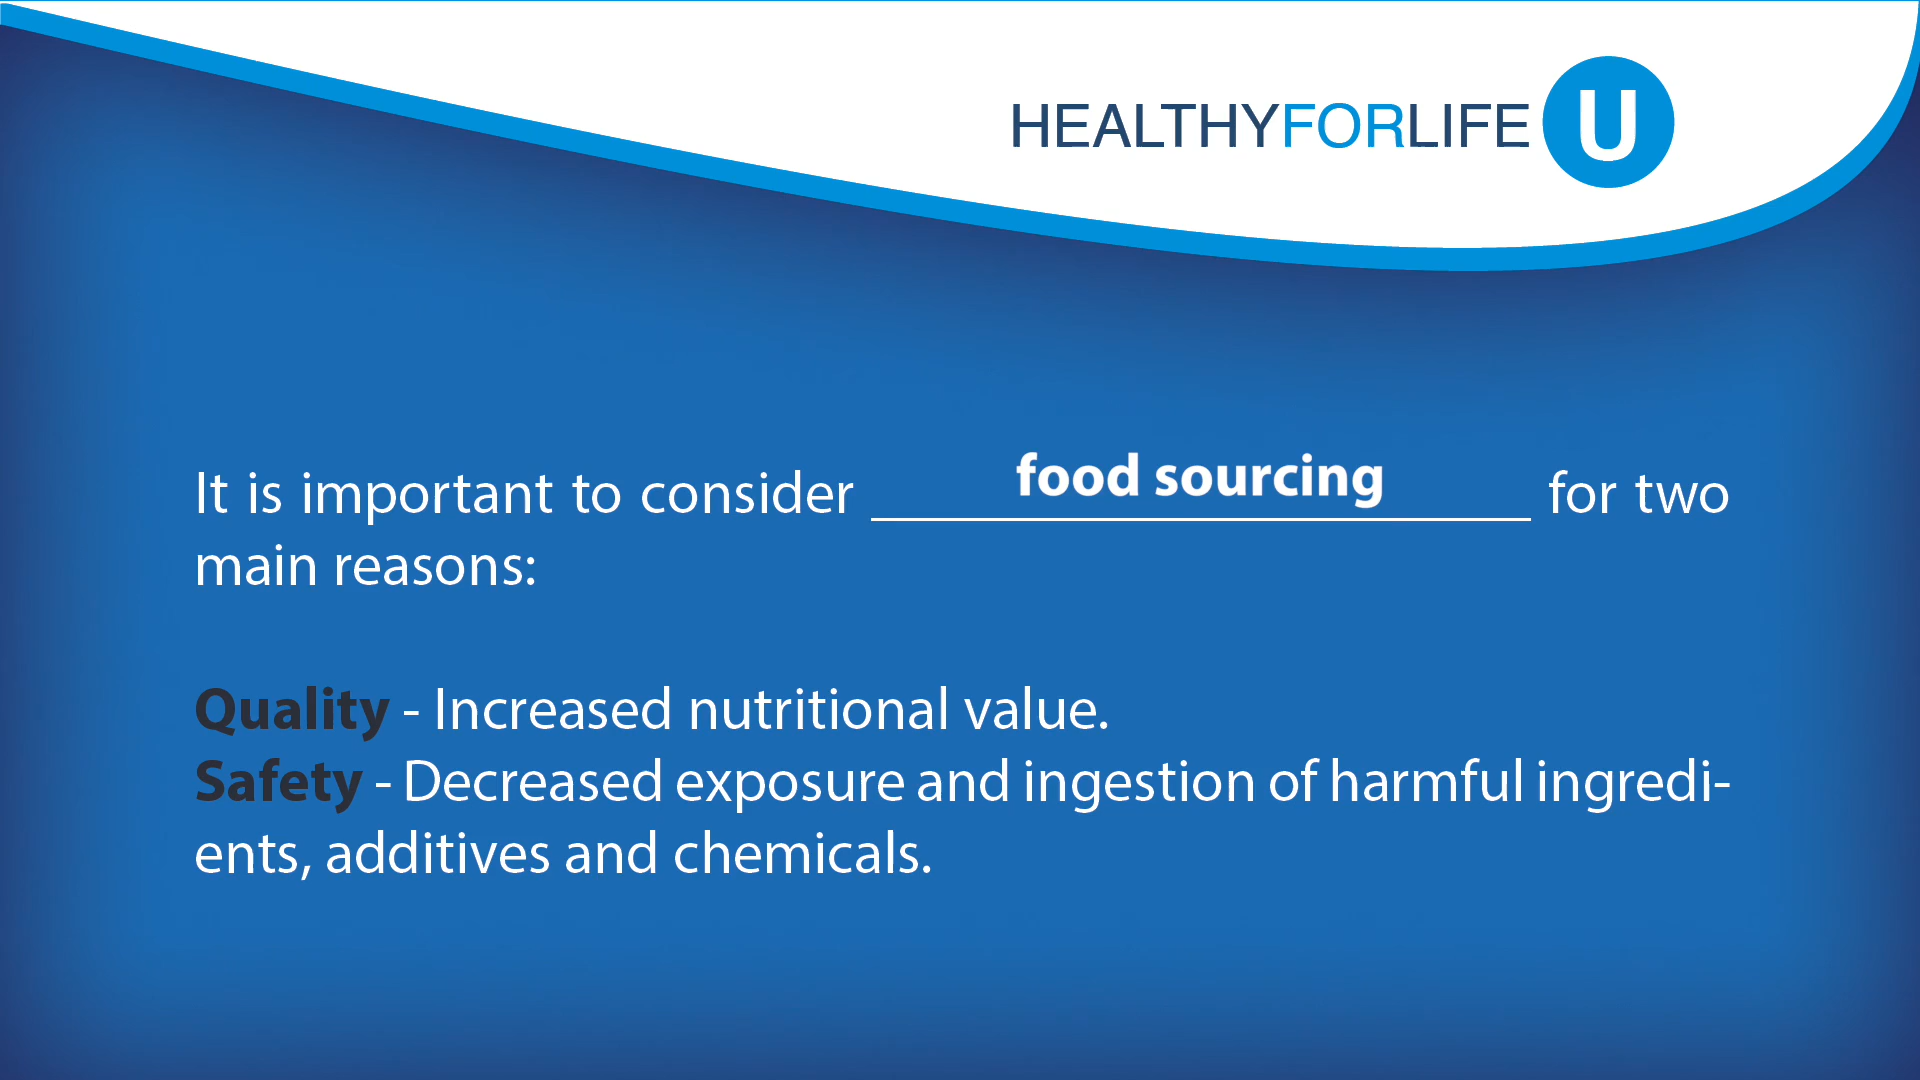 HEALTHYFORLIFE U
It is important to consider food sourcing for two
main reasons:
Quality - Increased nutritional value.
Safety - Decreased exposure and ingestion of harmful ingredi-
ents, additives and chemicals.